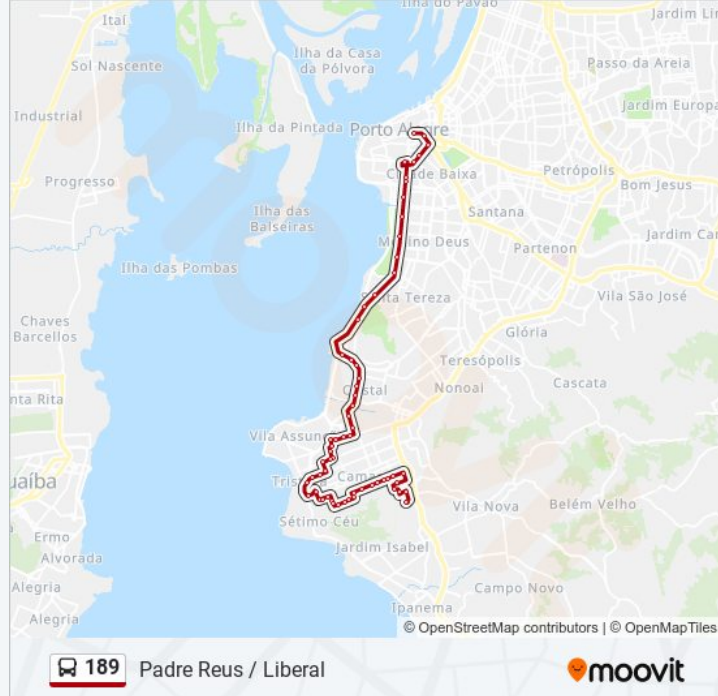 Ilha do Pavão
Itaí
Jardim Lin
Sol Nascente
Ilha da Casa
da Pólvora
Passo da Areia
Industrial
Jardim Europa
Ilha da Pintada
Porto Alegre
Cidade Baixa
Petrópolis
Progresso
Bom Jesus
Ilha das
Balseiras
Santana
Jardim Car
Menino Deus
Partenon
Ilha das Pombas
Vila São José
Santa Tereza
Chaves
Barcellos
Glória
Teresópolis
Cascata
nta Rita
Cristal
Nonoai
Vila Assun
Tristeza
Camaq
uaíba
Vila Nova
Belém Velho
Sétimo Céu
Ermo
Jardim Isabel
Alvorada
Campo Novo
Alegria
Ipanema
Alegria
© OpenStreetMap contributors | © OpenMapTiles
189 Padre Reus / Liberal
moovit